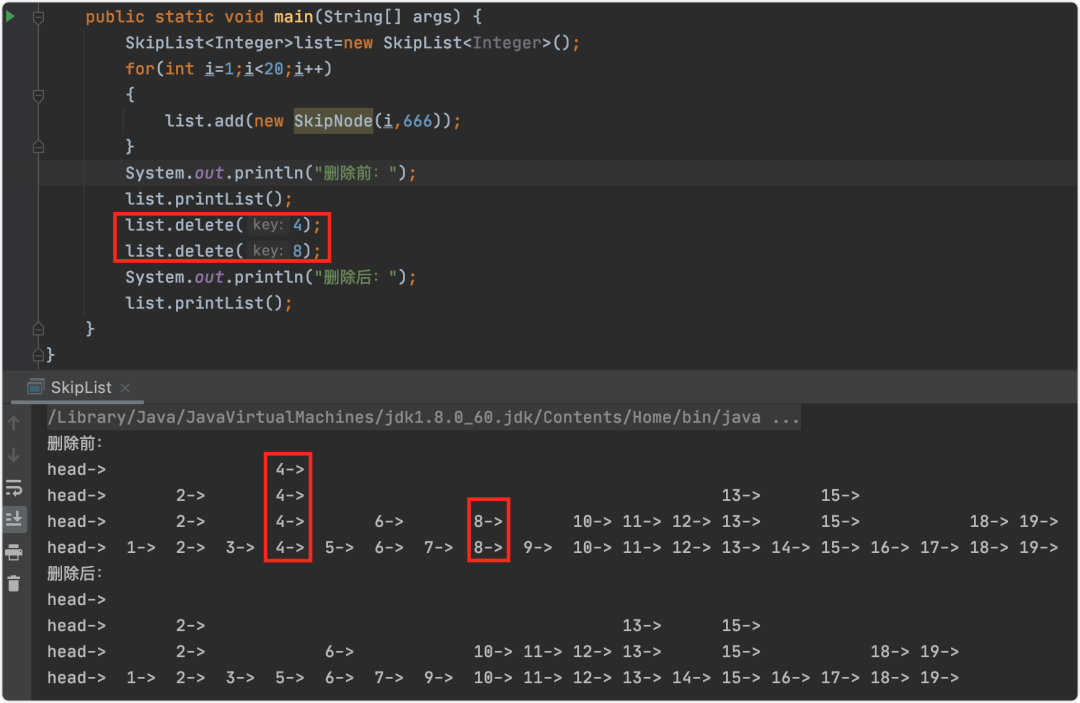 public static void main(String[] args) {
SkipList<Integer>list=new SkipList<Integer>();
for(int i=1;i<20;i++)
{
list.add(new SkipNode(i,666));
}
System.out.println("删除前：");
list.printList();
list.delete( key: 4);
list.delete( key: 8);
System.out.println("删除后：");
list.printList();
}
}
SkipList ×
/Library/Java/JavaVirtualMachines/jdk1.8.0_60.jdk/Contents/Home/bin/java ...
删除前：
head-> 4->
head-> 2-> 4-> 13-> 15->
head-> 2-> 4-> 6-> 8-> 10-> 11-> 12-> 13-> 15-> 18-> 19->
head-> 1-> 2-> 3-> 4-> 5-> 6-> 7-> 8-> 9-> 10-> 11-> 12-> 13-> 14-> 15-> 16-> 17-> 18-> 19->
删除后：
head->
head-> 2-> 13-> 15->
head-> 2-> 6-> 10-> 11-> 12-> 13-> 15-> 18-> 19->
head-> 1-> 2-> 3-> 5-> 6-> 7-> 9-> 10-> 11-> 12-> 13-> 14-> 15-> 16-> 17-> 18-> 19->